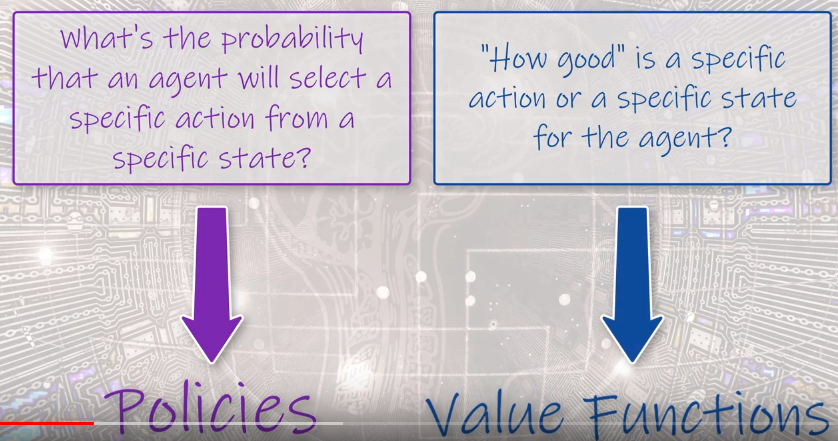 What's the probability
that an agent will select a
specific action from a
specific state?
"How good" is a specific
action or a specific state
for the agent?
Policies
Value Functions